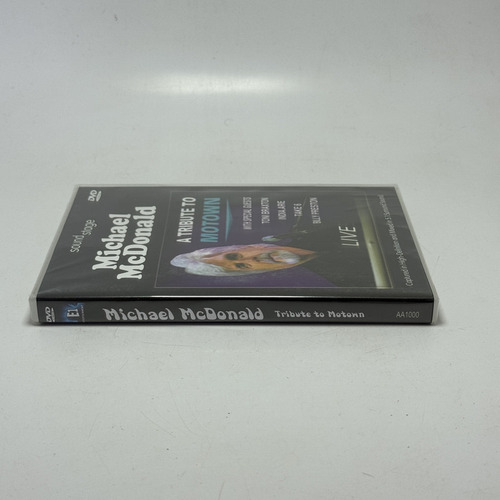 DVD
sound stage
Michael
McDonald
A TRIBUTE TO
MOTOWN
WITH SPECIAL GUESTS
TONI BRAXTON
INDIA.ARIE
TAKE 6
BILLY PRESTON
LIVE
DVD
Michael McDonald Tribute to Motown AA1000